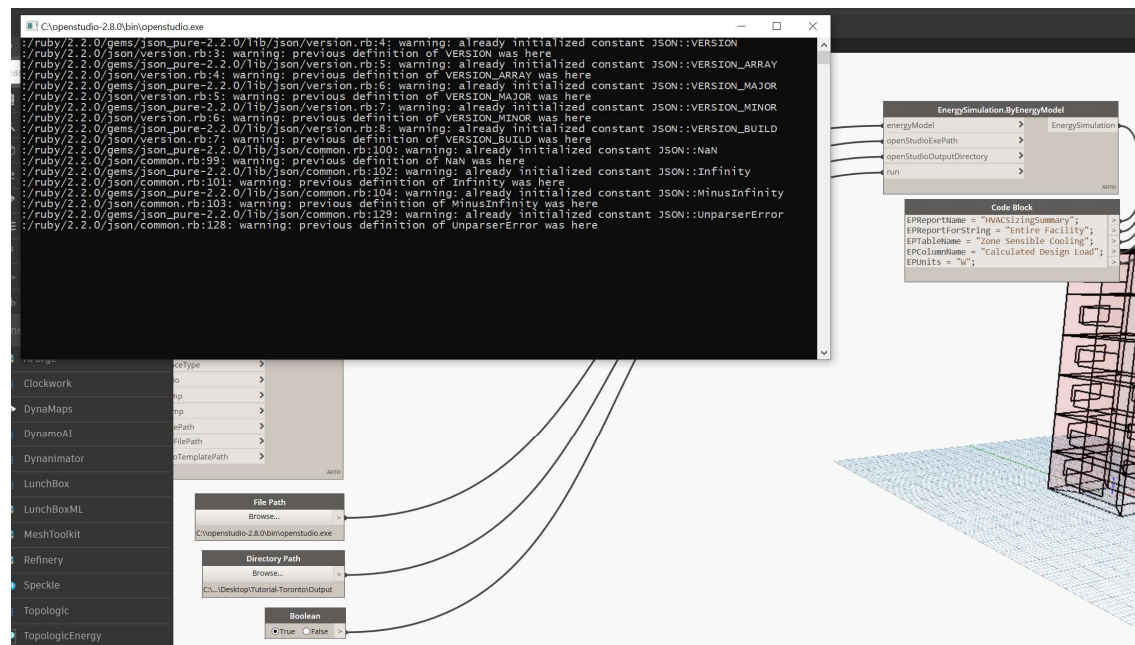 C:\openstudio-2.8.0\bin\openstudio.exe
:/ruby/2.2.0/gems/json_pure-2.2.0/lib/json/version.rb:4: warning: already initialized constant JSON::VERSION
:/ruby/2.2.0/json/version.rb:3: warning: previous definition of VERSION was here
:/ruby/2.2.0/gems/json_pure-2.2.0/lib/json/version.rb:5: warning: already initialized constant JSON::VERSION_ARRAY
:/ruby/2.2.0/json/version.rb:4: warning: previous definition of VERSION_ARRAY was here
:/ruby/2.2.0/gems/json_pure-2.2.0/lib/json/version.rb:6: warning: already initialized constant JSON::VERSION_MAJOR
:/ruby/2.2.0/json/version.rb:5: warning: previous definition of VERSION_MAJOR was here
:/ruby/2.2.0/gems/json_pure-2.2.0/lib/json/version.rb:7: warning: already initialized constant JSON::VERSION_MINOR
:/ruby/2.2.0/json/version.rb:6: warning: previous definition of VERSION_MINOR was here
:/ruby/2.2.0/gems/json_pure-2.2.0/lib/json/version.rb:8: warning: already initialized constant JSON::VERSION_BUILD
:/ruby/2.2.0/json/version.rb:7: warning: previous definition of VERSION_BUILD was here
:/ruby/2.2.0/gems/json_pure-2.2.0/lib/json/common.rb:100: warning: already initialized constant JSON::NaN
:/ruby/2.2.0/json/common.rb:99: warning: previous definition of NaN was here
:/ruby/2.2.0/gems/json_pure-2.2.0/lib/json/common.rb:102: warning: already initialized constant JSON::Infinity
:/ruby/2.2.0/json/common.rb:101: warning: previous definition of Infinity was here
:/ruby/2.2.0/gems/json_pure-2.2.0/lib/json/common.rb:104: warning: already initialized constant JSON::MinusInfinity
:/ruby/2.2.0/json/common.rb:103: warning: previous definition of MinusInfinity was here
:/ruby/2.2.0/gems/json_pure-2.2.0/lib/json/common.rb:129: warning: already initialized constant JSON::UnparserError
:/ruby/2.2.0/json/common.rb:128: warning: previous definition of UnparserError was here
EnergySimulation.ByEnergyModel
energyModel > EnergySimulation
openStudioExePath >
openStudioOutputDirectory >
run >
AUTO
Code Block
EPReportName = "HVACSizingSummary"; >
EPReportForString = "Entire Facility"; >
EPTableName = "Zone Sensible Cooling"; >
EPColumnName = "Calculated Design Load"; >
EPUnits = "W"; >
Clockwork
DynaMaps
DynamoAI
Dynanimator
LunchBox
LunchBoxML
MeshToolkit
Refinery
Speckle
Topologic
TopologicEnergy
ceType >
io >
mp >
mp >
ePath >
FilePath >
oTemplatePath >
AUTO
File Path
Browse... >
C:\\openstudio-2.8.0\bin\openstudio.exe
Directory Path
Browse... >
C:\...\Desktop\Tutorial-Toronto\Output
Boolean
True False >